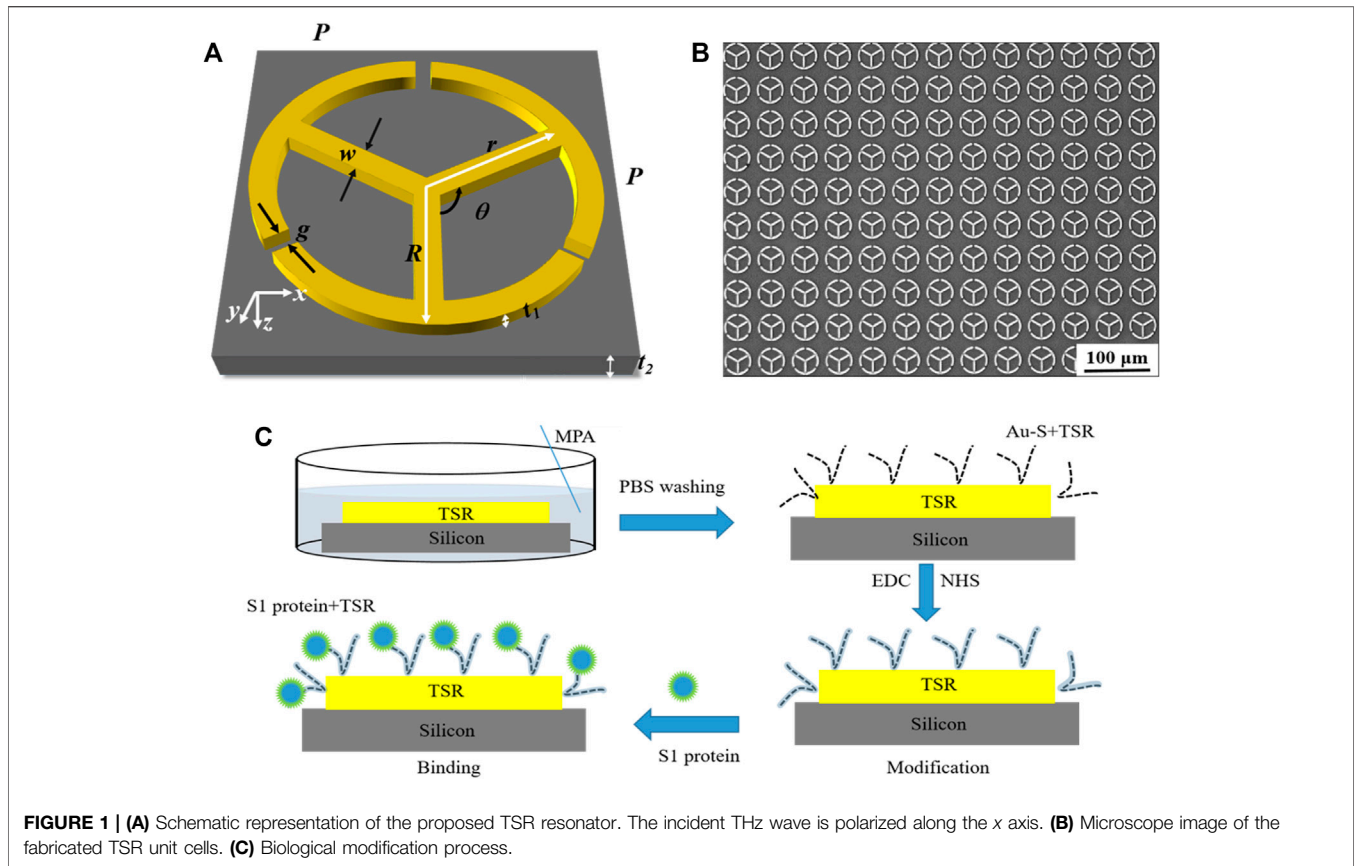 P
A
B
r
w
P
θ
g
R
x
t1
y
z
t2
100 μm
C
MPA
Au-S+TSR
PBS washing
TSR
TSR
Silicon
Silicon
EDC NHS
S1 protein+TSR
TSR
TSR
Silicon
Silicon
S1 protein
Binding
Modification
FIGURE 1 | (A) Schematic representation of the proposed TSR resonator. The incident THz wave is polarized along the x axis. (B) Microscope image of the
fabricated TSR unit cells. (C) Biological modification process.